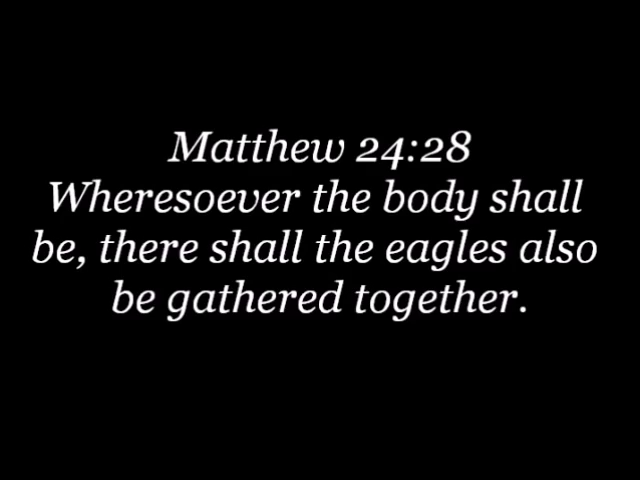 Matthew 24:28
Wheresoever the body shall
be, there shall the eagles also
be gathered together.